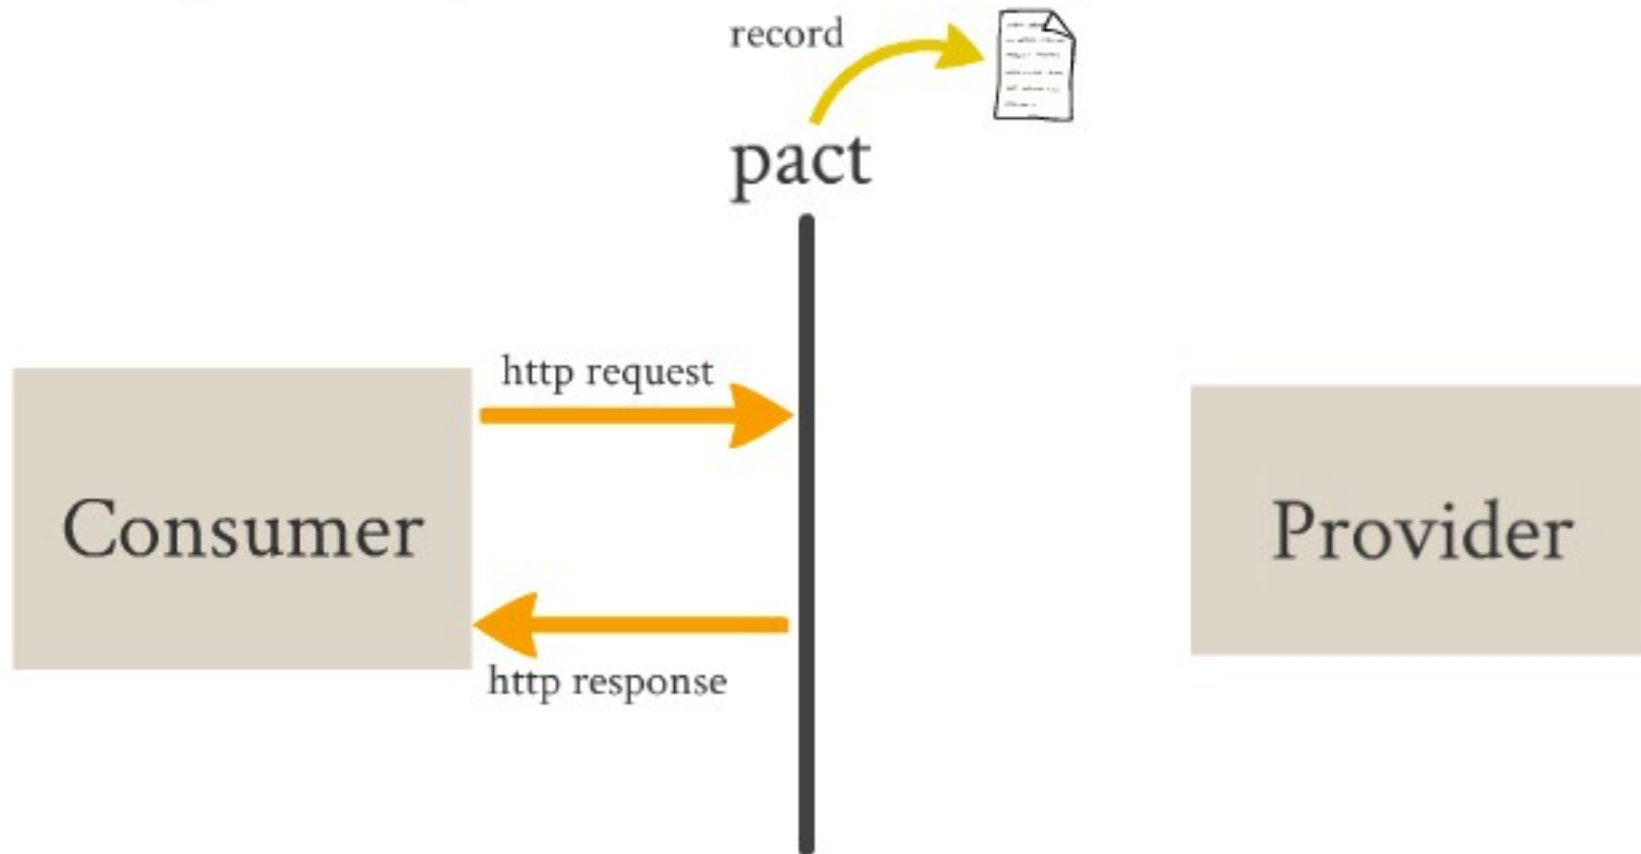 record
pact
http request
Consumer
Provider
http response